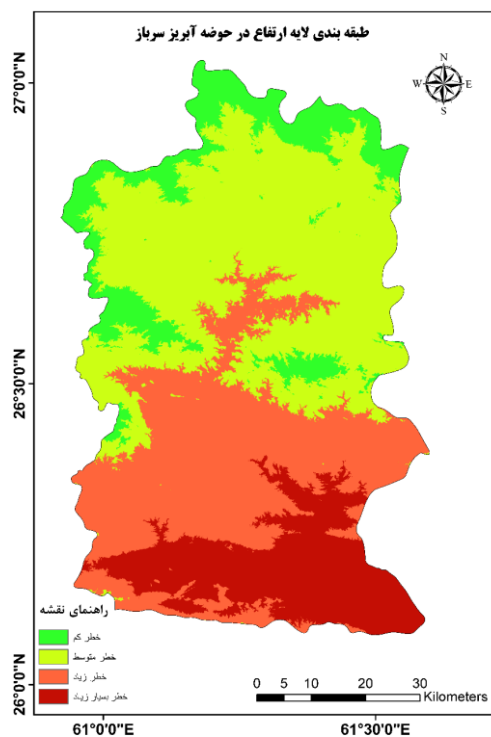 طبقه بندی لایه ارتفاع در حوضه آبریز سرباز
N
W E
S
27°0'0"N
26°30'0"N
26°0'0"N
راهنمای نقشه
خطر کم
خطر متوسط
خطر زیاد
خطر بسیار زیاد
0 5 10 20 30
Kilometers
61°0'0"E 61°30'0"E